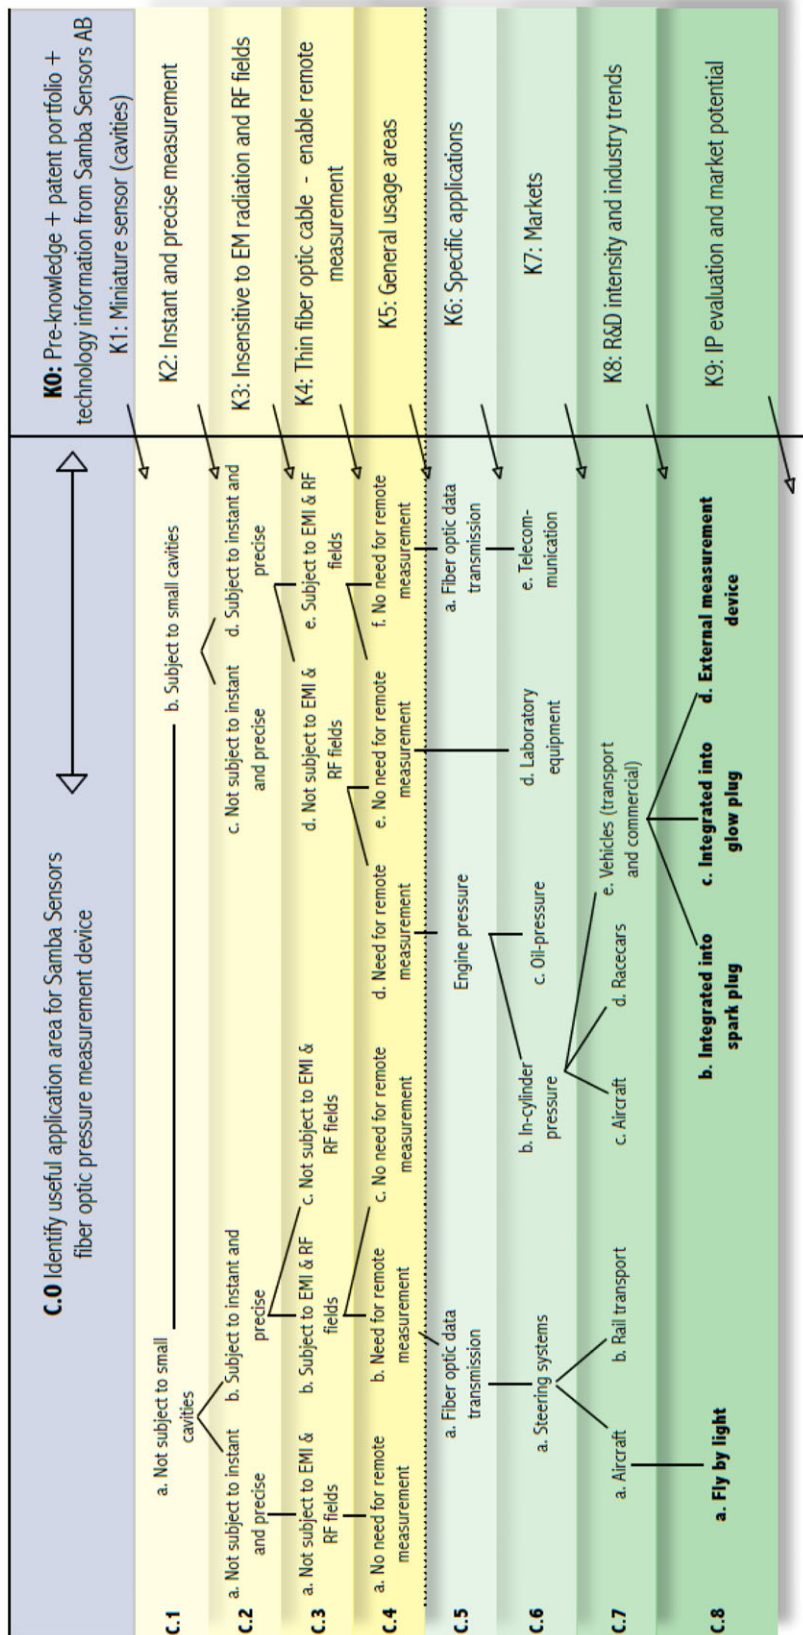 C.0 Identify useful application area for Samba Sensors
fiber optic pressure measurement device
K0: Pre-knowledge + patent portfolio +
technology information from Samba Sensors AB
K1: Miniature sensor (cavities)
C.1
a. Not subject to small
cavities
b. Subject to small cavities
K2: Instant and precise measurement
C.2
a. Not subject to instant
and precise
b. Subject to instant and
precise
c. Not subject to instant
and precise
d. Subject to instant and
precise
K3: Insensitive to EM radiation and RF fields
C.3
a. Not subject to EMI &
RF fields
b. Subject to EMI & RF
fields
c. Not subject to EMI &
RF fields
d. Not subject to EMI &
RF fields
e. Subject to EMI & RF
fields
K4: Thin fiber optic cable - enable remote
measurement
C.4
a. No need for remote
measurement
b. Need for remote
measurement
c. No need for remote
measurement
d. Need for remote
measurement
e. No need for remote
measurement
f. No need for remote
measurement
K5: General usage areas
C.5
a. Fiber optic data
transmission
Engine pressure
a. Fiber optic data
transmission
K6: Specific applications
C.6
a. Steering systems
b. In-cylinder
pressure
c. Oil-pressure
d. Laboratory
equipment
e. Telecom-
munication
K7: Markets
C.7
a. Aircraft
b. Rail transport
c. Aircraft
d. Racecars
e. Vehicles (transport
and commercial)
K8: R&D intensity and industry trends
C.8
a. Fly by light
b. Integrated into
spark plug
c. Integrated into
glow plug
d. External measurement
device
K9: IP evaluation and market potential